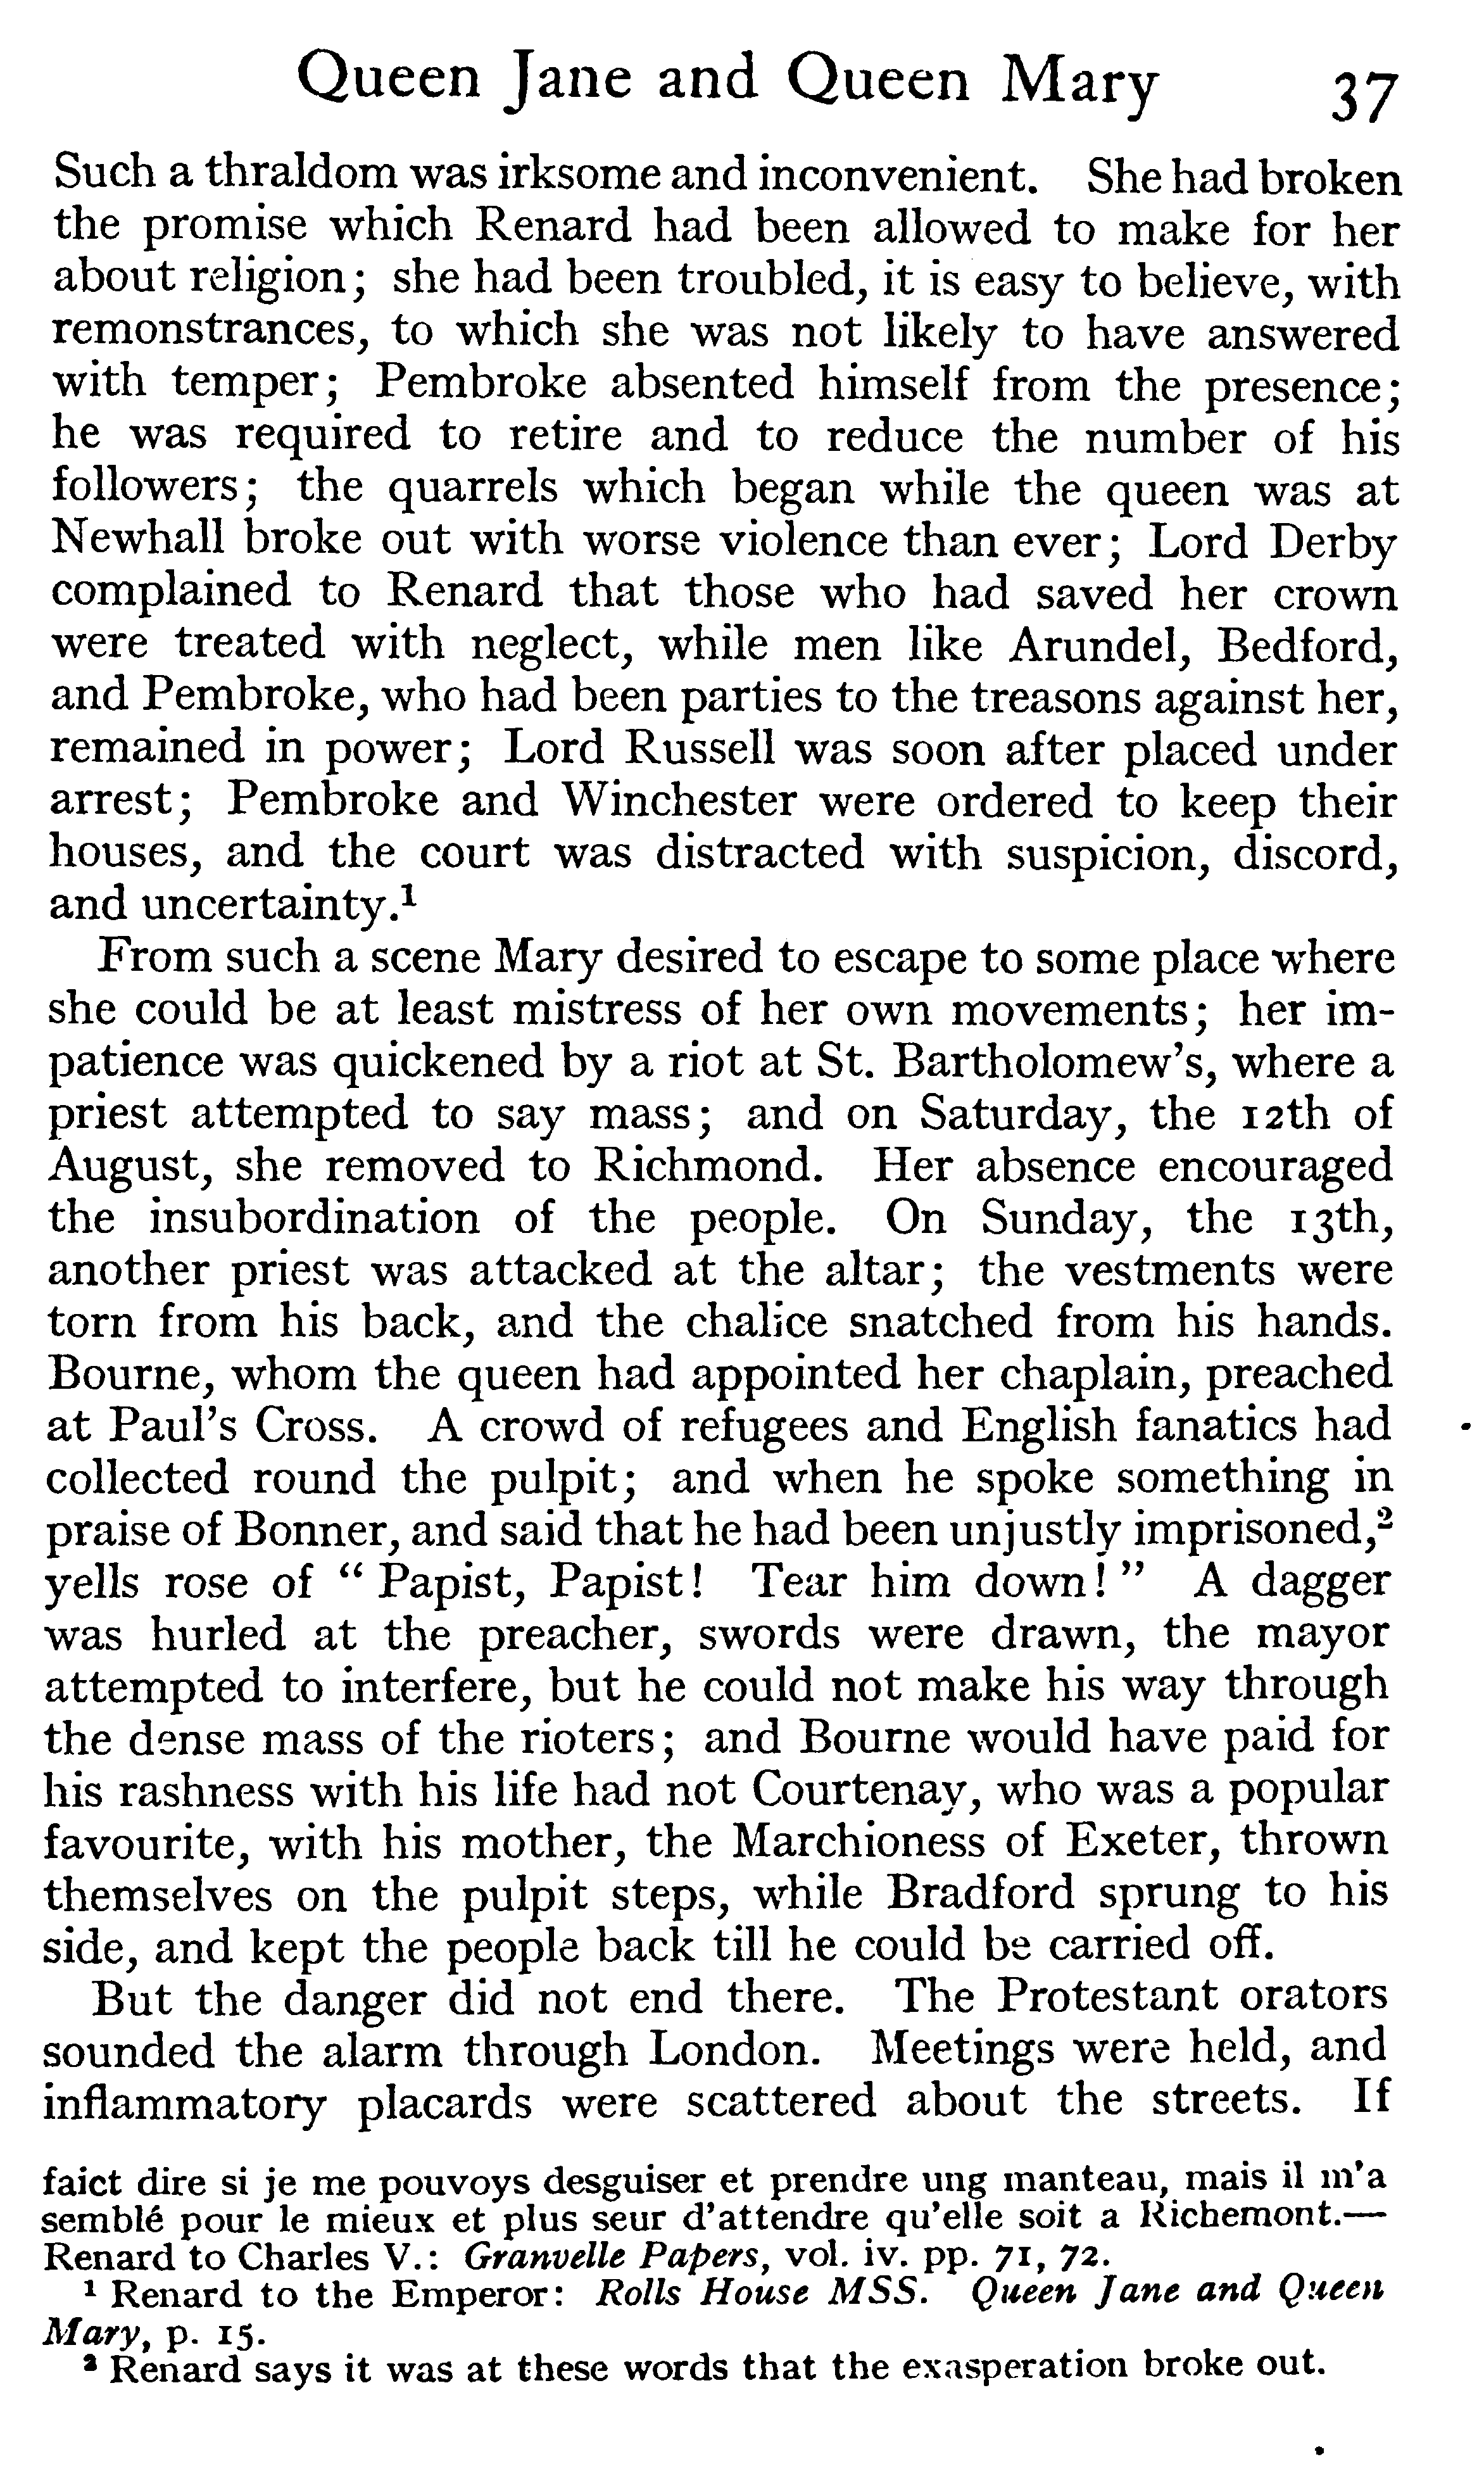 Queen Jane and Queen Mary 37
Such a thraldom was irksome and inconvenient. She had broken
the promise which Renard had been allowed to make for her
about religion; she had been troubled, it is easy to believe, with
remonstrances, to which she was not likely to have answered
with temper; Pembroke absented himself from the presence;
he was required to retire and to reduce the number of his
followers; the quarrels which began while the queen was at
Newhall broke out with worse violence than ever; Lord Derby
complained to Renard that those who had saved her crown
were treated with neglect, while men like Arundel, Bedford,
and Pembroke, who had been parties to the treasons against her,
remained in power; Lord Russell was soon after placed under
arrest; Pembroke and Winchester were ordered to keep their
houses, and the court was distracted with suspicion, discord,
and uncertainty.¹
From such a scene Mary desired to escape to some place where
she could be at least mistress of her own movements; her im-
patience was quickened by a riot at St. Bartholomew's, where a
priest attempted to say mass; and on Saturday, the 12th of
August, she removed to Richmond. Her absence encouraged
the insubordination of the people. On Sunday, the 13th,
another priest was attacked at the altar; the vestments were
torn from his back, and the chalice snatched from his hands.
Bourne, whom the queen had appointed her chaplain, preached
at Paul's Cross. A crowd of refugees and English fanatics had
collected round the pulpit; and when he spoke something in
praise of Bonner, and said that he had been unjustly imprisoned,²
yells rose of " Papist, Papist! Tear him down! " A dagger
was hurled at the preacher, swords were drawn, the mayor
attempted to interfere, but he could not make his way through
the dense mass of the rioters; and Bourne would have paid for
his rashness with his life had not Courtenay, who was a popular
favourite, with his mother, the Marchioness of Exeter, thrown
themselves on the pulpit steps, while Bradford sprung to his
side, and kept the people back till he could be carried off.
But the danger did not end there. The Protestant orators
sounded the alarm through London. Meetings were held, and
inflammatory placards were scattered about the streets. If
faict dire si je me pouvoys desguiser et prendre ung manteau, mais il m'a
semblé pour le mieux et plus seur d'attendre qu'elle soit a Richemont.—
Renard to Charles V.: Granvelle Papers, vol. iv. pp. 71, 72.
¹ Renard to the Emperor: Rolls House MSS. Queen Jane and Queen
Mary, p. 15.
² Renard says it was at these words that the exasperation broke out.